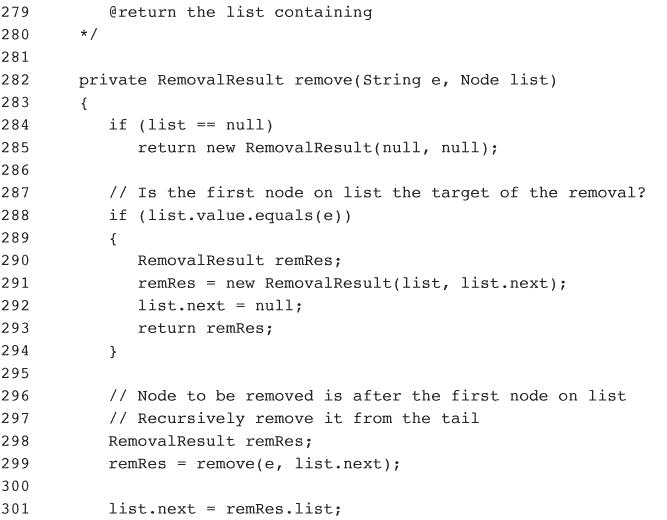 279 @return the list containing
280 */
281
282 private RemovalResult remove(String e, Node list)
283 {
284 if (list == null)
285 return new RemovalResult(null, null);
286
287 // Is the first node on list the target of the removal?
288 if (list.value.equals(e))
289 {
290 RemovalResult remRes;
291 remRes = new RemovalResult(list, list.next);
292 list.next = null;
293 return remRes;
294 }
295
296 // Node to be removed is after the first node on list
297 // Recursively remove it from the tail
298 RemovalResult remRes;
299 remRes = remove(e, list.next);
300
301 list.next = remRes.list;